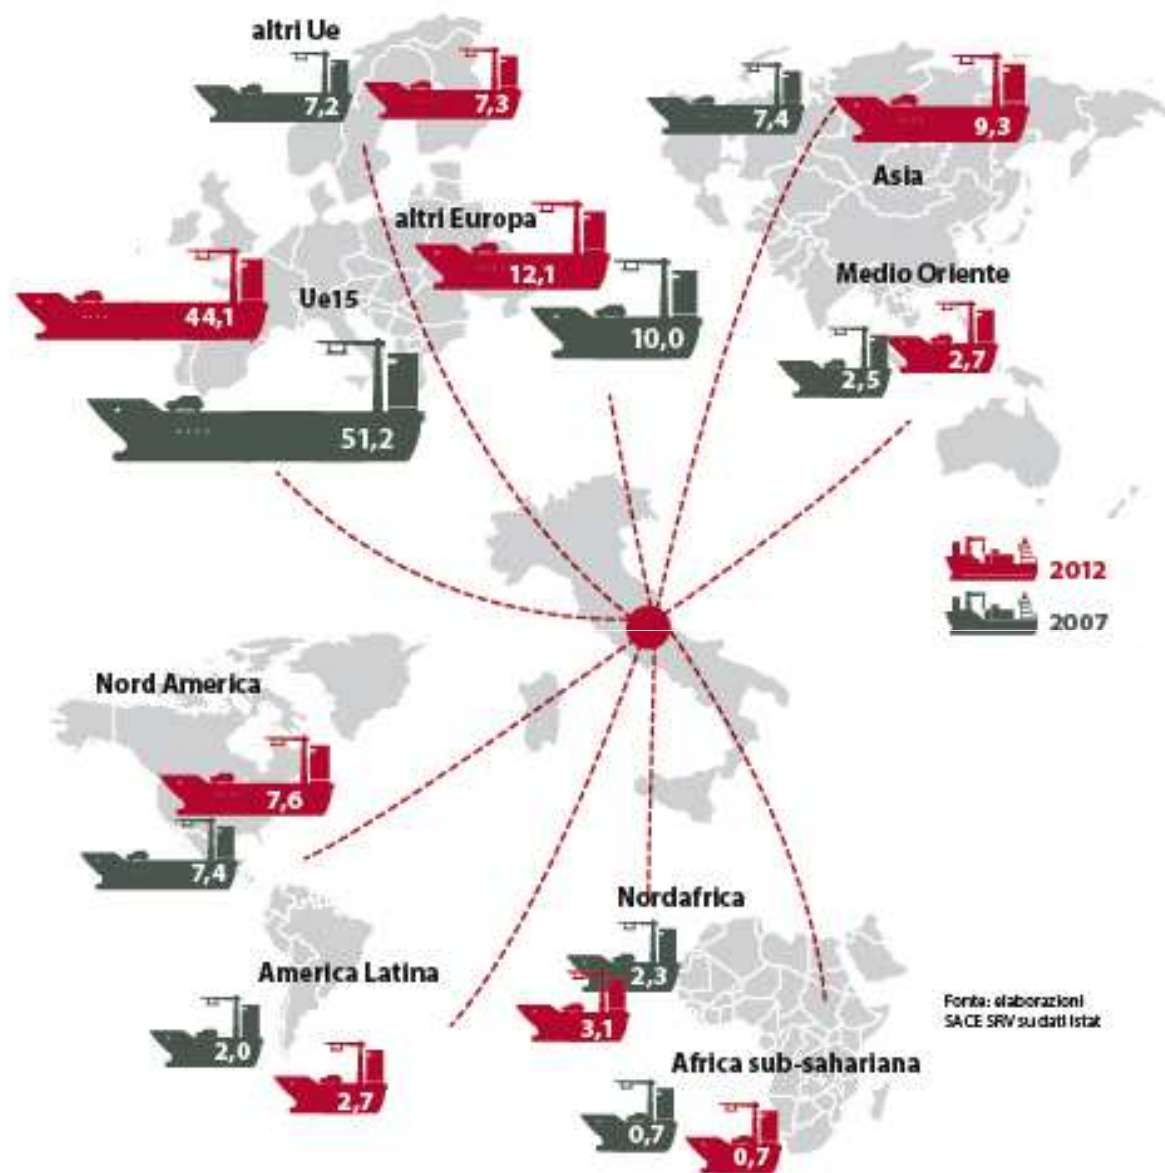 altri Ue
7,2
7,3
7,4
9,3
Asia
altri Europa
12,1
Medio Oriente
44,1
Ue15
10,0
2,5
2,7
51,2
2012
2007
Nord America
7,6
7,4
Nordafrica
2,3
America Latina
3,1
2,0
2,7
Fonte: elaborazioni
SACE SRV su dati Istat
Africa sub-sahariana
0,7
0,7